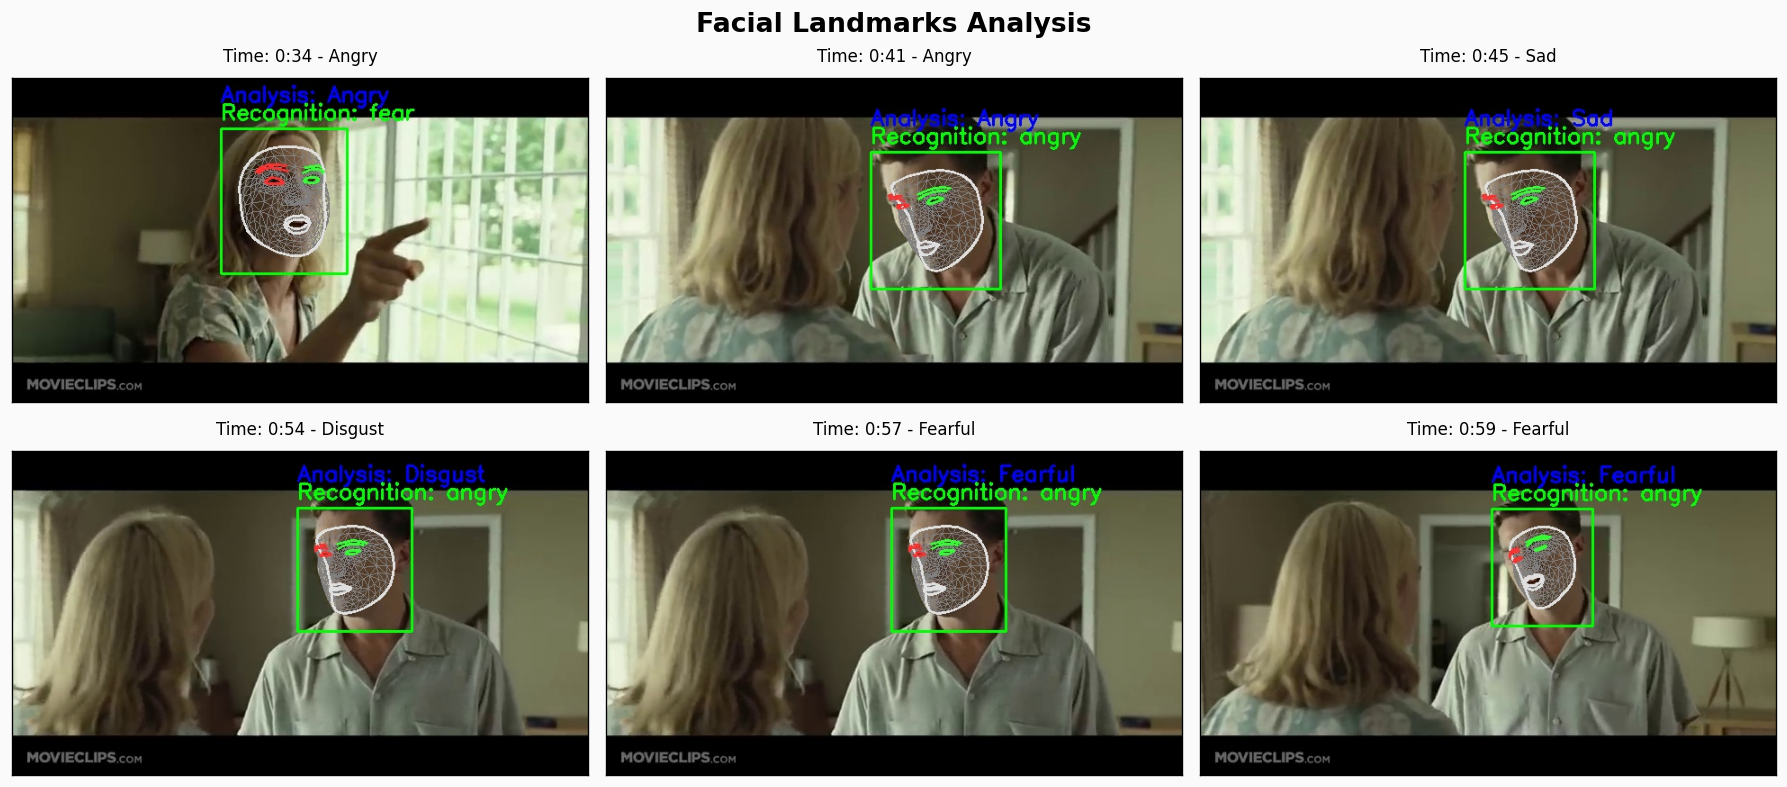 Facial Landmarks Analysis
Time: 0:34 - Angry
Analysis: Angry
Recognition: fear
MOVIECLIPS.COM
Time: 0:41 - Angry
Analysis: Angry
Recognition: angry
MOVIECLIPS.COM
Time: 0:45 - Sad
Analysis: Sad
Recognition: angry
MOVIECLIPS.COM
Time: 0:54 - Disgust
Analysis: Disgust
Recognition: angry
MOVIECLIPS.COM
Time: 0:57 - Fearful
Analysis: Fearful
Recognition: angry
MOVIECLIPS.COM
Time: 0:59 - Fearful
Analysis: Fearful
Recognition: angry
MOVIECLIPS.COM